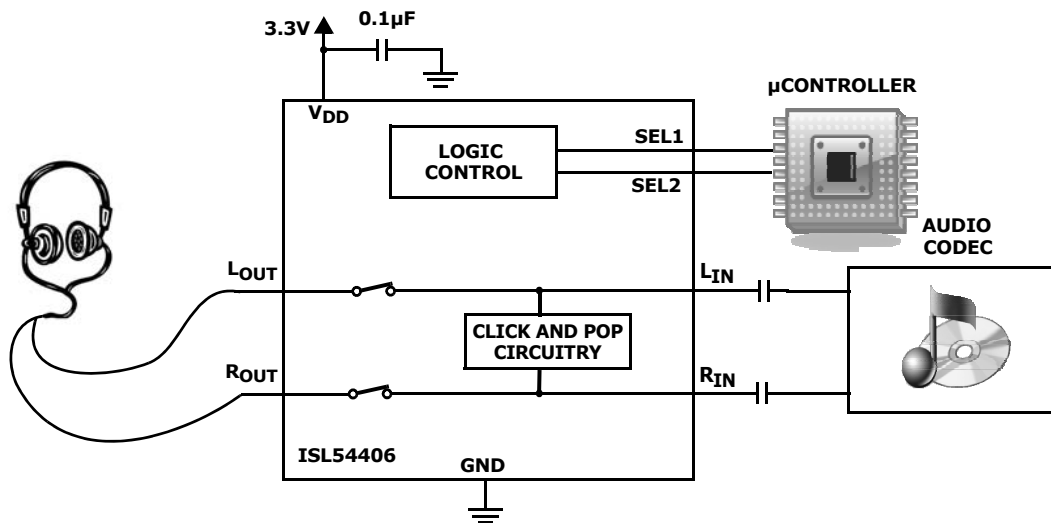 0.1µF
3.3V
VDD
µCONTROLLER
LOGIC
CONTROL
SEL1
SEL2
AUDIO
CODEC
LOUT
LIN
CLICK AND POP
CIRCUITRY
ROUT
RIN
ISL54406
GND